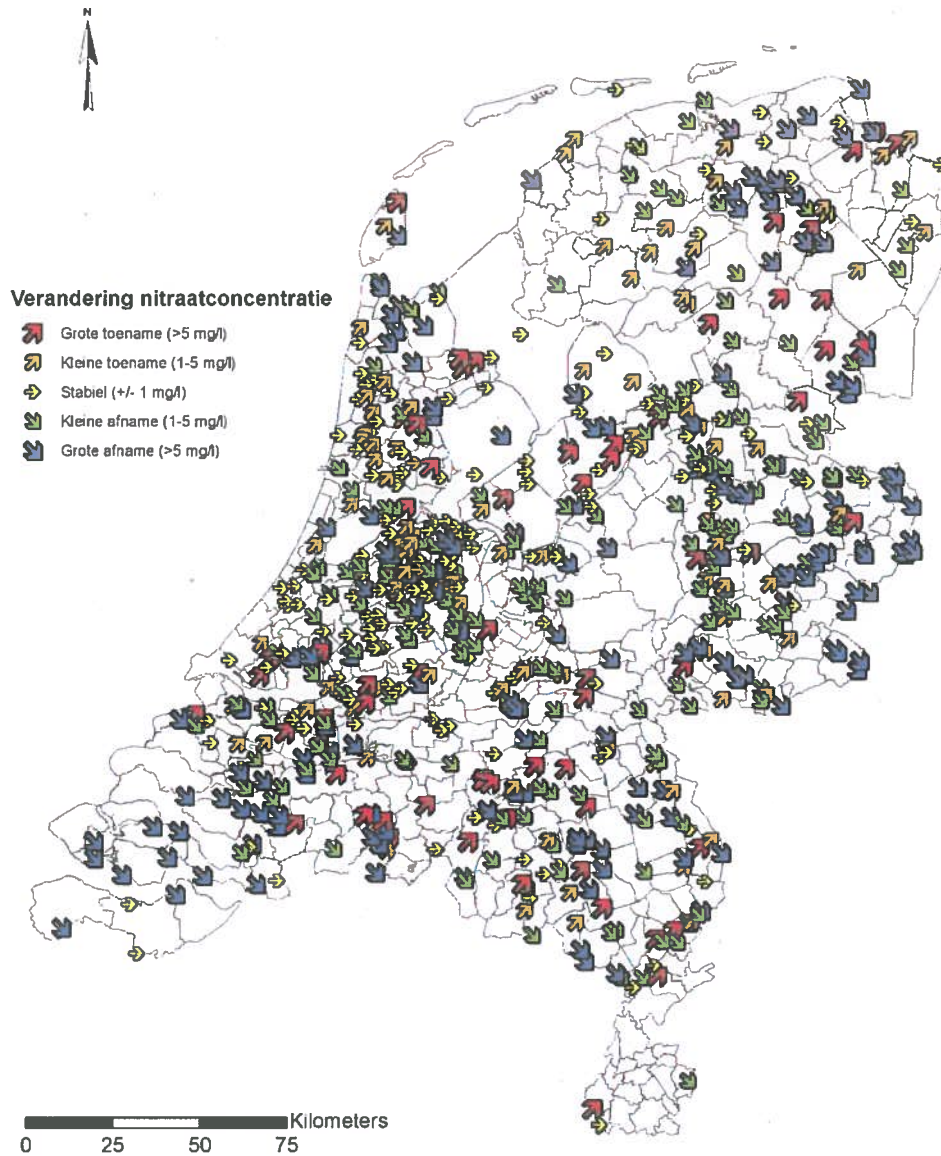 N
Verandering nitraatconcentratie
Grote toename (>5 mg/l)
Kleine toename (1-5 mg/l)
Stabiel (+/- 1 mg/l)
Kleine afname (1-5 mg/l)
Grote afname (>5 mg/l)
Kilometers
0 25 50 75